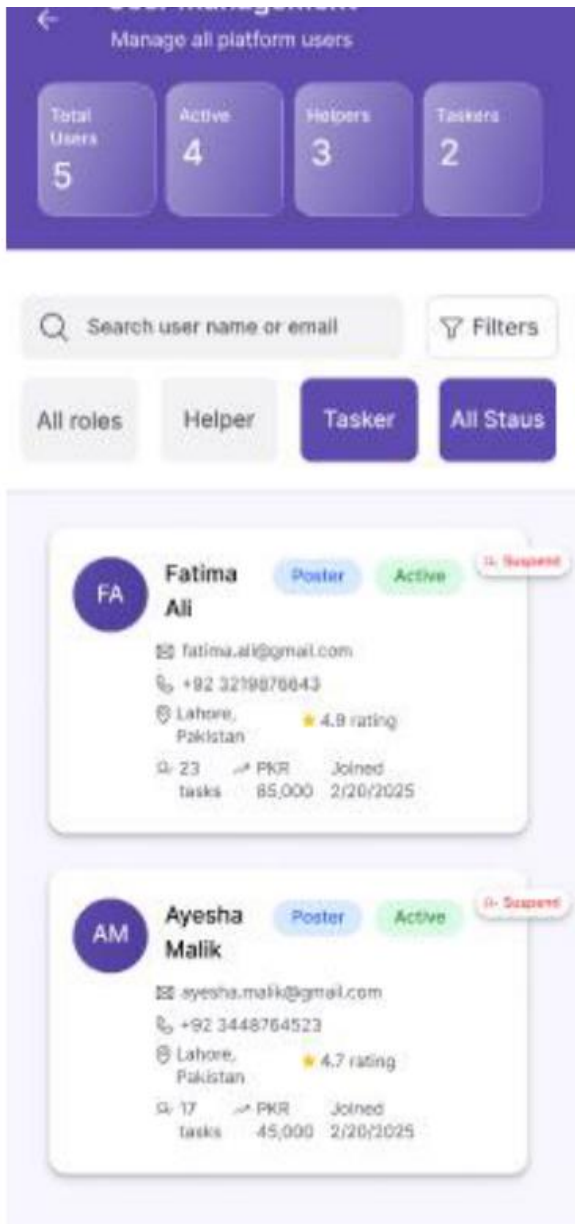 User Management
Manage all platform users
Total Users
5
Active
4
Helpers
3
Taskers
2
Search user name or email
Filters
All roles
Helper
Tasker
All Staus
FA
Fatima Ali
Poster
Active
Suspend
fatima.ali@gmail.com
+92 3219876643
Lahore, Pakistan
4.9 rating
23 tasks
PKR 85,000
Joined 2/20/2025
AM
Ayesha Malik
Poster
Active
Suspend
ayesha.malik@gmail.com
+92 3448764523
Lahore, Pakistan
4.7 rating
17 tasks
PKR 45,000
Joined 2/20/2025